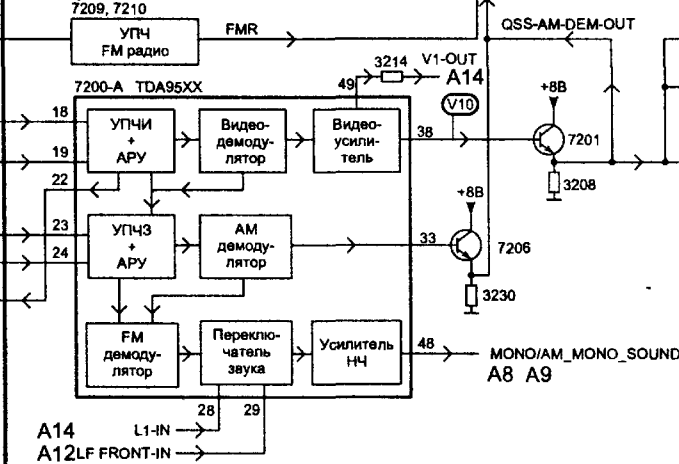 7209, 7210
УПЧ
FM радио
FMR
QSS-AM-DEM-OUT
3214
V1-OUT
A14
7200-A TDA95XX
49
+8В
V10
18
УПЧИ
+
АРУ
Видео-
демоду-
лятор
Видео-
усили-
тель
38
7201
19
22
3208
+8В
23
УПЧЗ
+
АРУ
АМ
демоду-
лятор
33
7206
24
3230
FM
демоду-
лятор
Переклю-
чатель
звука
Усилитель
НЧ
48
MONO/AM_MONO_SOUND
A8 A9
28
29
A14 L1-IN
A12 LF FRONT-IN